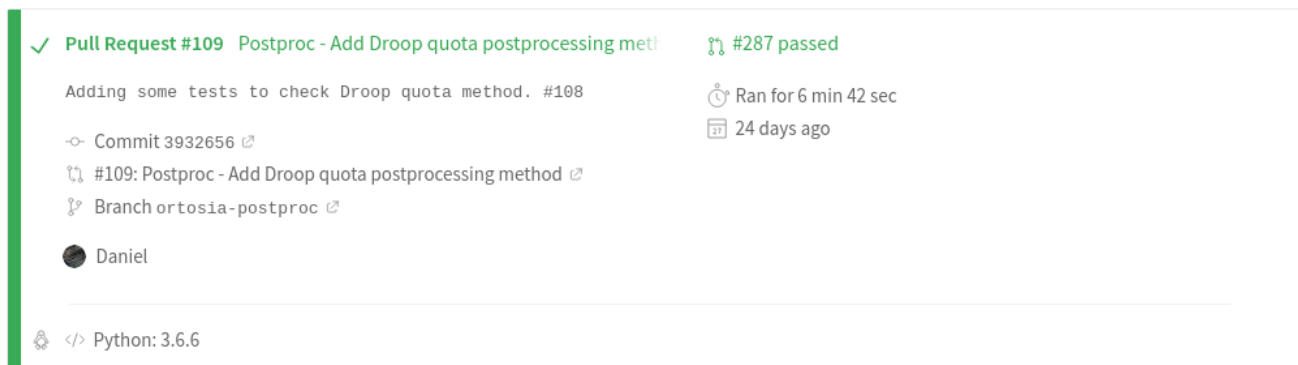 Pull Request #109 Postproc - Add Droop quota postprocessing meth
#287 passed
Adding some tests to check Droop quota method. #108
Ran for 6 min 42 sec
24 days ago
Commit 3932656
#109: Postproc - Add Droop quota postprocessing method
Branch ortosia-postproc
Daniel
</> Python: 3.6.6